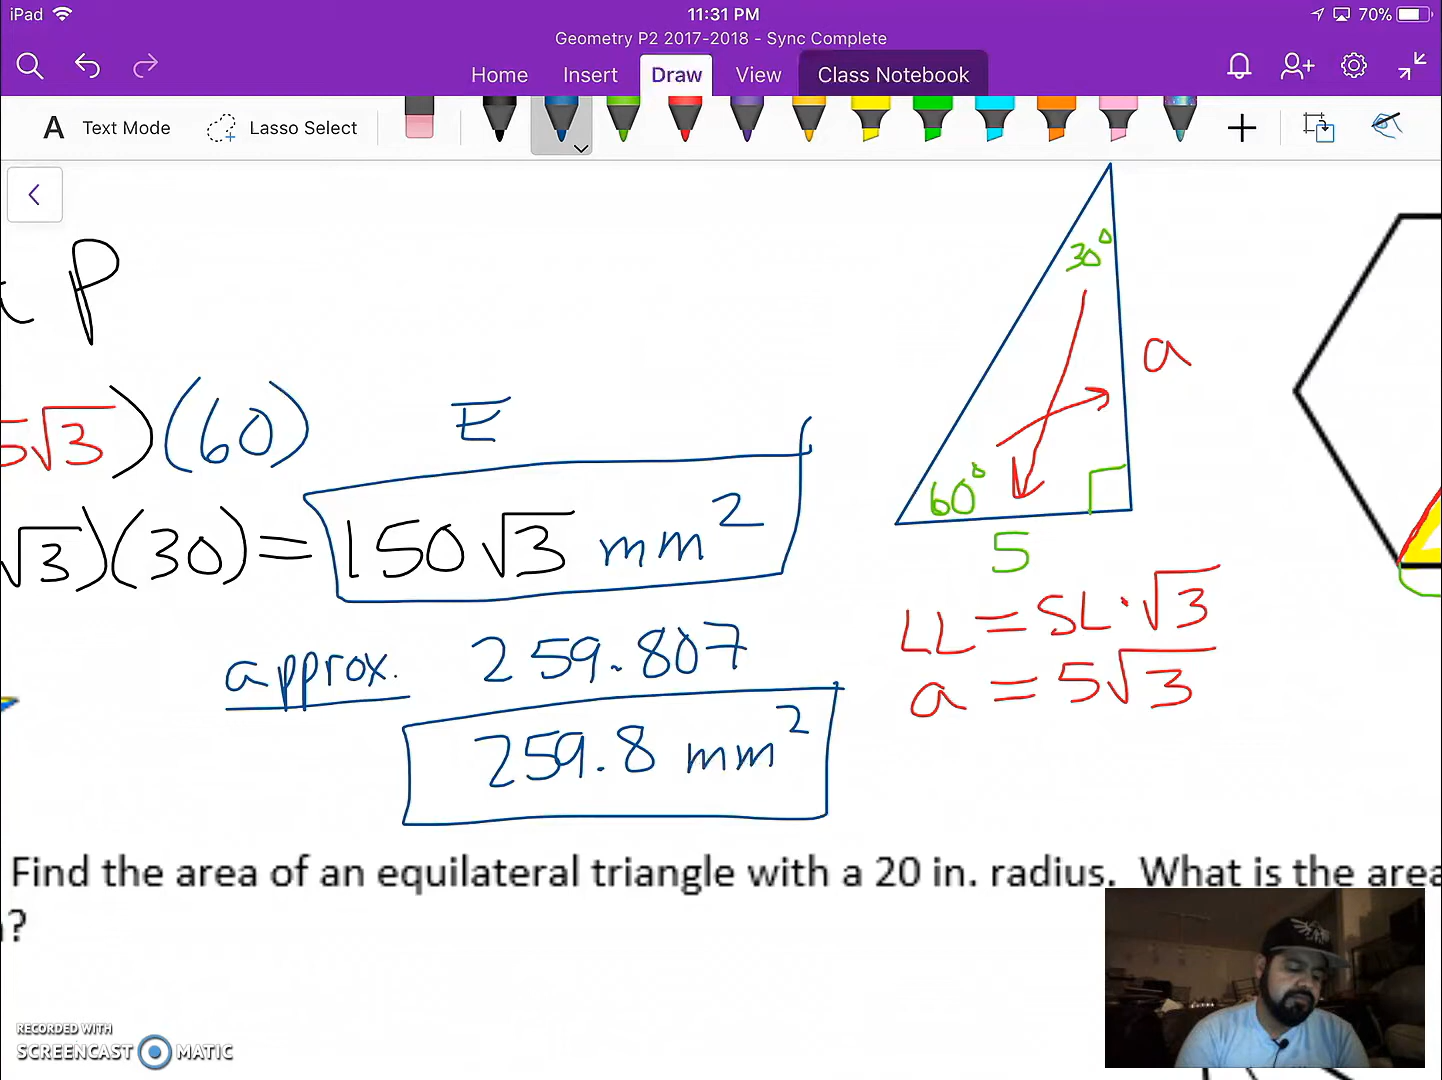 iPad 11:31 PM 70%
Geometry P2 2017-2018 - Sync Complete
Home Insert Draw View Class Notebook
A Text Mode Lasso Select
30°
P
a
5√3)(60) E
60°
√3)(30) = 150√3 mm²
5
LL = SL · √3
approx. 259.807
a = 5√3
259.8 mm²
Find the area of an equilateral triangle with a 20 in. radius. What is the area
?
RECORDED WITH
SCREENCAST MATIC